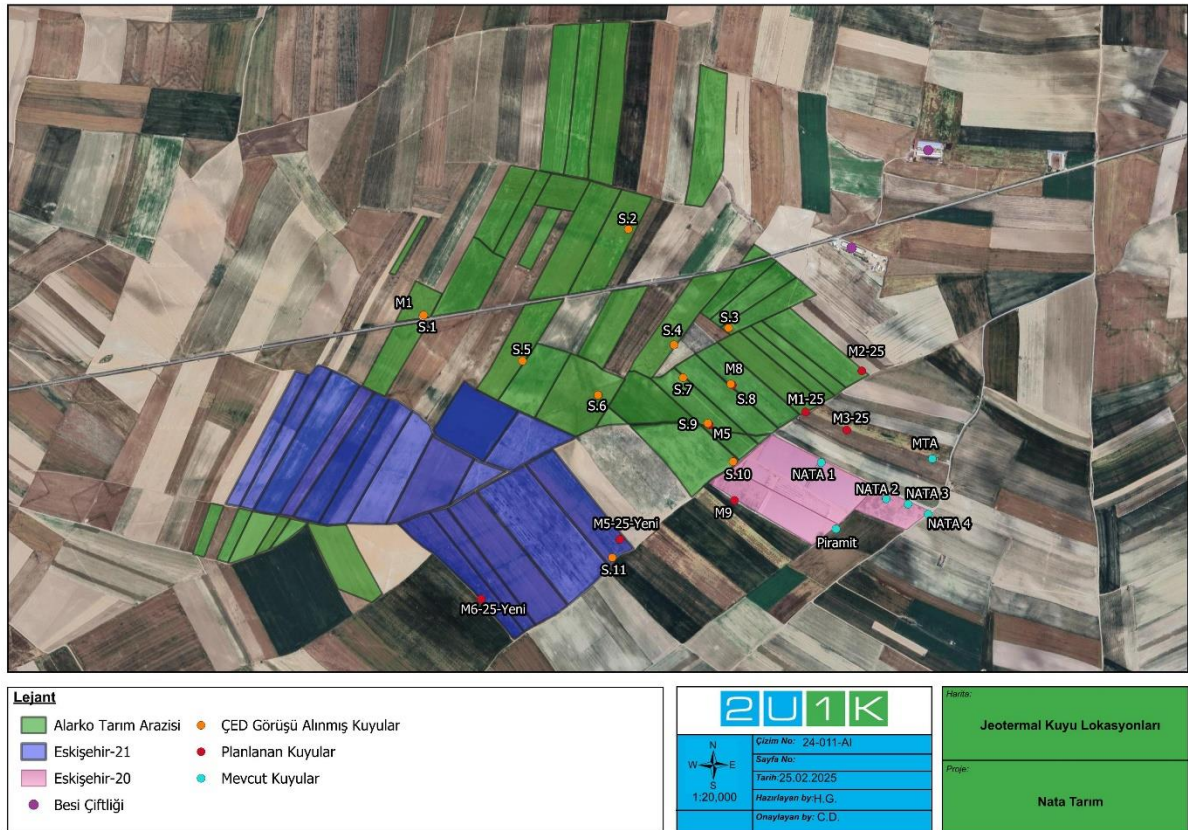 S.2
M1
S.1
S.3
S.4
S.5
M2-25
S.7
M8
S.8
S.6
M1-25
S.9
M5
M3-25
MTA
S.10
NATA 1
NATA 2
NATA 3
M9
NATA 4
M5-25-Yeni
Piramit
S.11
M6-25-Yeni
Lejant
Alarko Tarım Arazisi
Eskişehir-21
Eskişehir-20
Besi Çiftliği
ÇED Görüşü Alınmış Kuyular
Planlanan Kuyular
Mevcut Kuyular
2U1K
N
W E
S
1:20,000
Çizim No: 24-011-AI
Sayfa No:
Tarih:25.02.2025
Hazırlayan by:H.G.
Onaylayan by: C.D.
Harita:
Jeotermal Kuyu Lokasyonları
Proje:
Nata Tarım